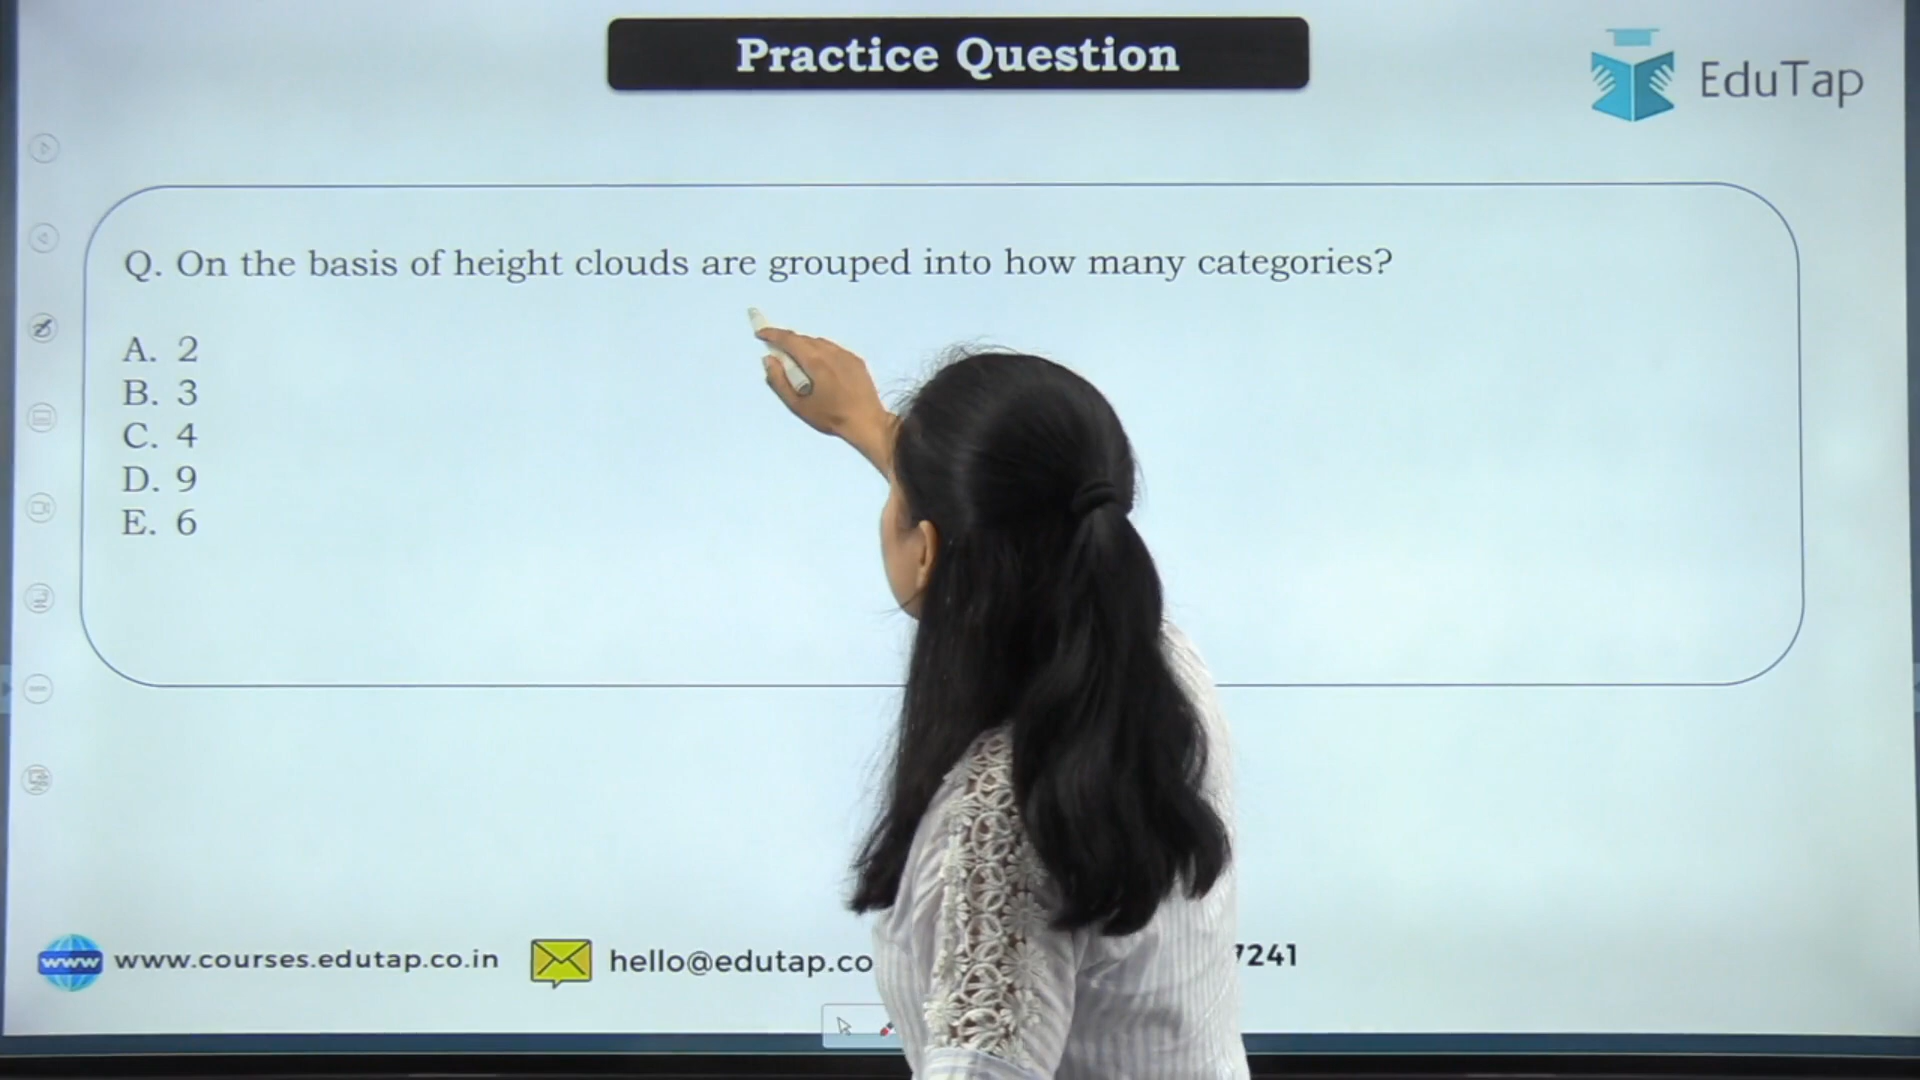 Practice Question
EduTap
Q. On the basis of height clouds are grouped into how many categories?
A. 2
B. 3
C. 4
D. 9
E. 6
www www.courses.edutap.co.in hello@edutap.co 7241